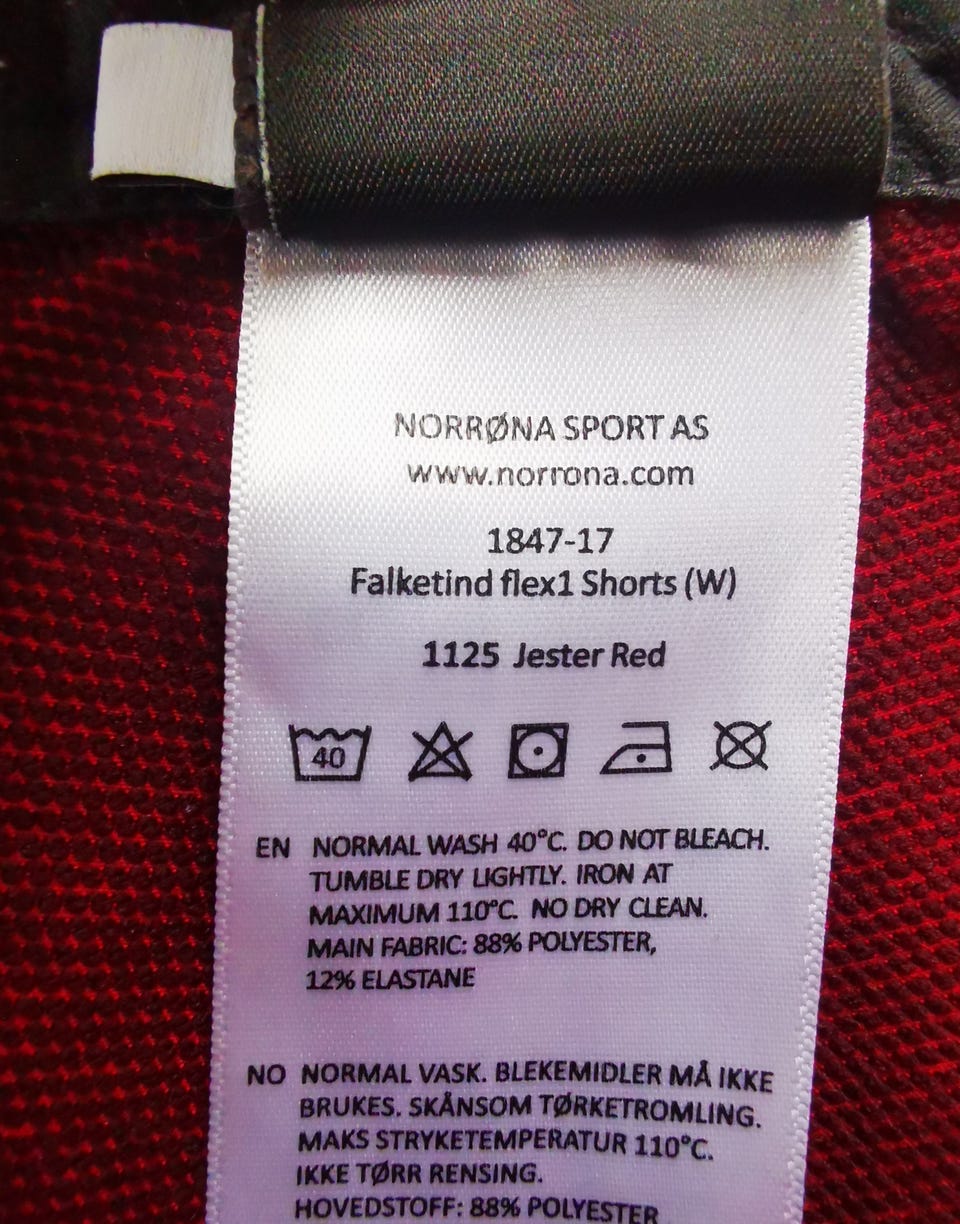 NORRØNA SPORT AS
www.norrona.com
1847-17
Falketind flex1 Shorts (W)
1125 Jester Red
40
EN NORMAL WASH 40°C. DO NOT BLEACH.
TUMBLE DRY LIGHTLY. IRON AT
MAXIMUM 110°C. NO DRY CLEAN.
MAIN FABRIC: 88% POLYESTER,
12% ELASTANE
NO NORMAL VASK. BLEKEMIDLER MÅ IKKE
BRUKES. SKÅNSOM TØRKETROMLING.
MAKS STRYKETEMPERATUR 110°C.
IKKE TØRR RENSING.
HOVEDSTOFF: 88% POLYESTER